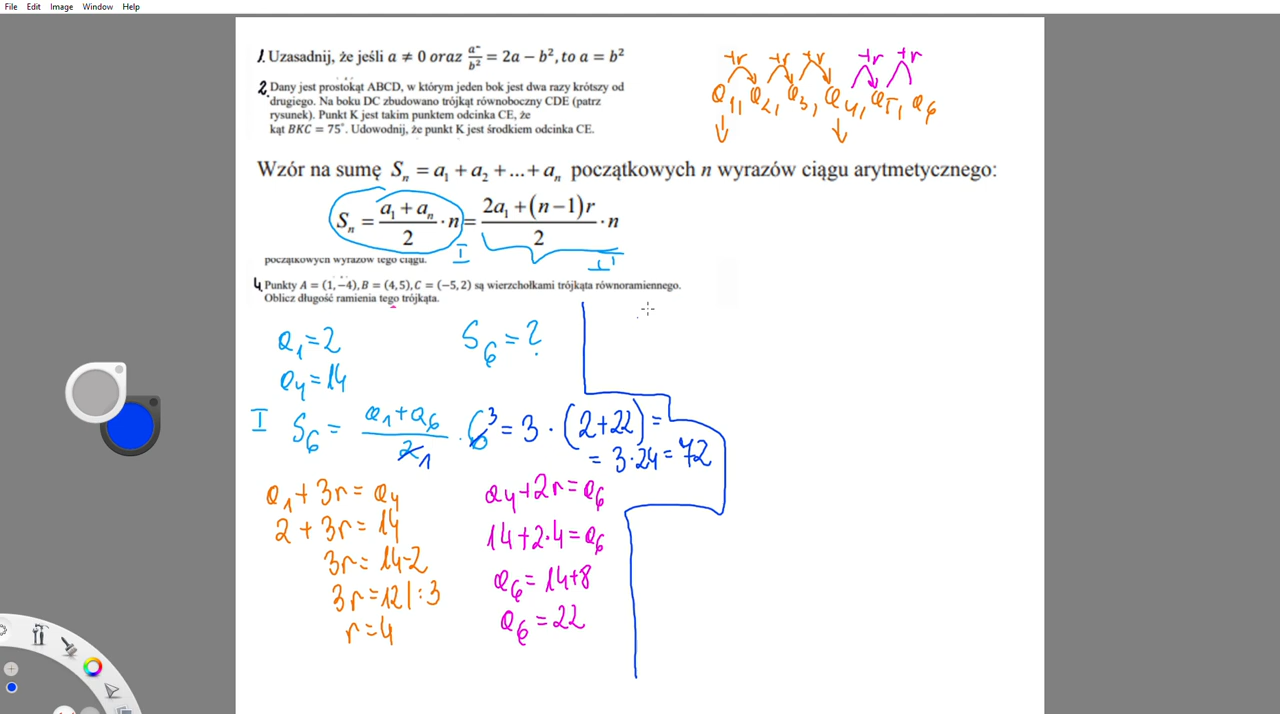 File Edit Image Window Help
1. Uzasadnij, że jeśli a ≠ 0 oraz a⁻/b² = 2a − b², to a = b²
+r +r +r +r +r
a₁, a₂, a₃, a₄, a₅, a₆
2. Dany jest prostokąt ABCD, w którym jeden bok jest dwa razy krótszy od
drugiego. Na boku DC zbudowano trójkąt równoboczny CDE (patrz
rysunek). Punkt K jest takim punktem odcinka CE, że
kąt BKC = 75°. Udowodnij, że punkt K jest środkiem odcinka CE.
Wzór na sumę Sₙ = a₁ + a₂ + ... + aₙ początkowych n wyrazów ciągu arytmetycznego:
Sₙ = (a₁ + aₙ)/2 · n = (2a₁ + (n−1)r)/2 · n
I II
początkowych wyrazów tego ciągu.
4. Punkty A = (1, −4), B = (4, 5), C = (−5, 2) są wierzchołkami trójkąta równoramiennego.
Oblicz długość ramienia tego trójkąta.
a₁ = 2 S₆ = ?
a₄ = 14
I S₆ = (a₁ + a₆)/2 1 · 6 3 = 3 · (2+22) =
= 3·24 = 72
a₁ + 3r = a₄
2 + 3r = 14
3r = 14-2
3r = 12 |:3
r = 4
a₄ + 2r = a₆
14 + 2·4 = a₆
a₆ = 14+8
a₆ = 22